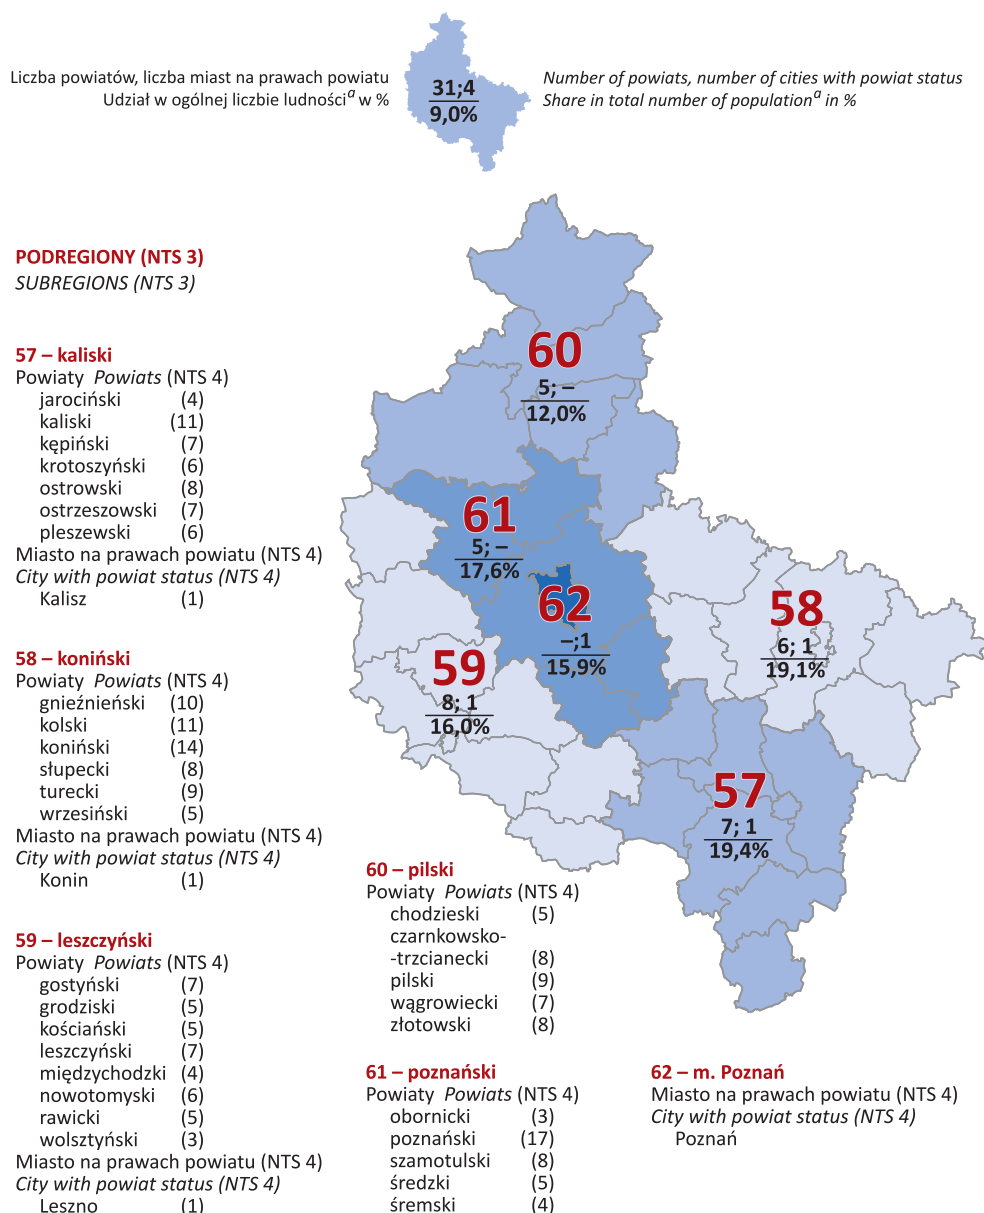 Liczba powiatów, liczba miast na prawach powiatu
Udział w ogólnej liczbie ludnościª w %
31;4
9,0%
Number of powiats, number of cities with powiat status
Share in total number of populationª in %
PODREGIONY (NTS 3)
SUBREGIONS (NTS 3)
57 – kaliski
Powiaty Powiats (NTS 4)
jarociński (4)
kaliski (11)
kępiński (7)
krotoszyński (6)
ostrowski (8)
ostrzeszowski (7)
pleszewski (6)
Miasto na prawach powiatu (NTS 4)
City with powiat status (NTS 4)
Kalisz (1)
58 – koniński
Powiaty Powiats (NTS 4)
gnieźnieński (10)
kolski (11)
koniński (14)
słupecki (8)
turecki (9)
wrzesiński (5)
Miasto na prawach powiatu (NTS 4)
City with powiat status (NTS 4)
Konin (1)
59 – leszczyński
Powiaty Powiats (NTS 4)
gostyński (7)
grodziski (5)
kościański (5)
leszczyński (7)
międzychodzki (4)
nowotomyski (6)
rawicki (5)
wolsztyński (3)
Miasto na prawach powiatu (NTS 4)
City with powiat status (NTS 4)
Leszno (1)
60
5; –
12,0%
61
5; –
17,6%
62
–;1
15,9%
58
6; 1
19,1%
59
8; 1
16,0%
57
7; 1
19,4%
60 – pilski
Powiaty Powiats (NTS 4)
chodzieski (5)
czarnkowsko-
-trzcianecki (8)
pilski (9)
wągrowiecki (7)
złotowski (8)
61 – poznański
Powiaty Powiats (NTS 4)
obornicki (3)
poznański (17)
szamotulski (8)
średzki (5)
śremski (4)
62 – m. Poznań
Miasto na prawach powiatu (NTS 4)
City with powiat status (NTS 4)
Poznań